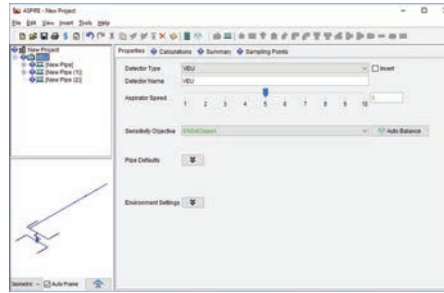 ASPIRE - [New Project]
File Edit View Insert Tools Help
New Project
VEU
[New Pipe]
[New Pipe (1)]
[New Pipe (2)]
Properties Calculations Summary Sampling Points
Detector Type VEU Invert
Detector Name VEU
Aspirator Speed
1 2 3 4 5 6 7 8 9 10
Sensitivity Objective Auto Balance
Pipe Defaults
Environment Settings
Isometric Auto Frame